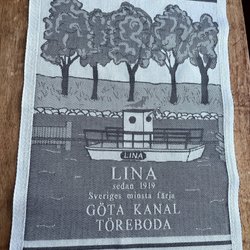 LINA
LINA
sedan 1919
Sveriges minsta färja
GÖTA KANAL
TÖREBODA